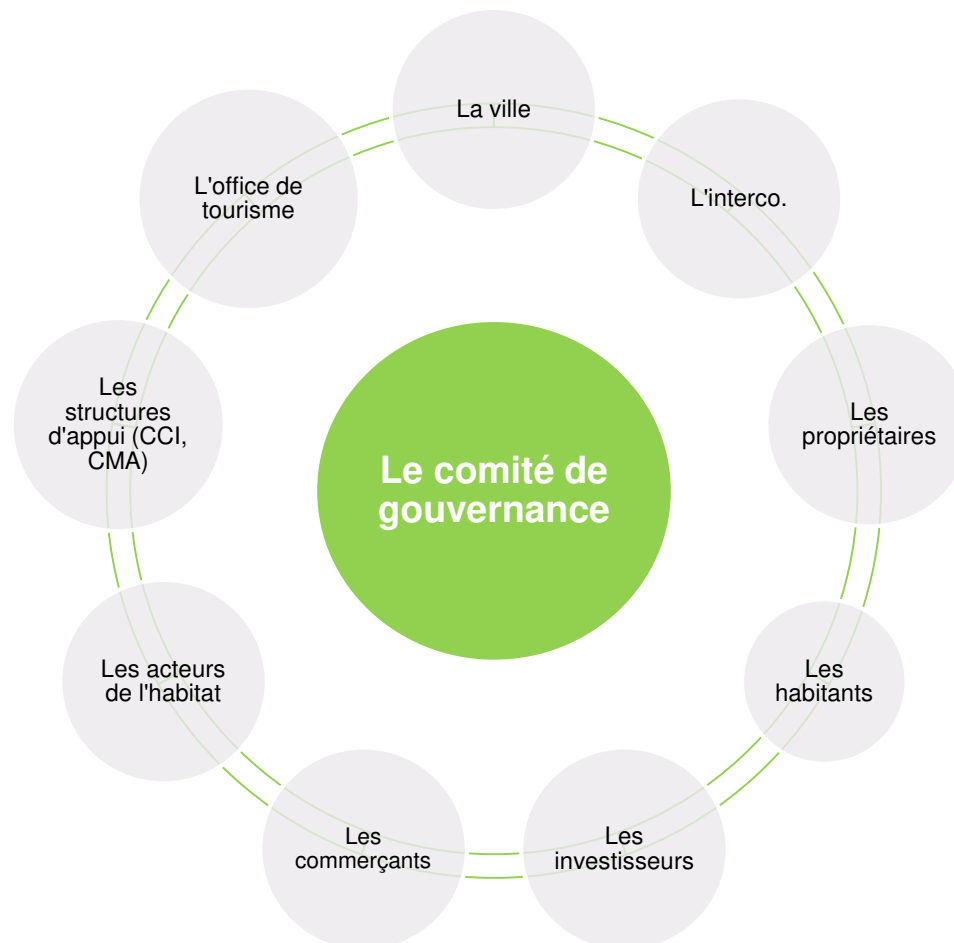 La ville
L'interco.
Les
propriétaires
Les
habitants
Les
investisseurs
Les
commerçants
Les acteurs
de l'habitat
Les
structures
d'appui (CCI,
CMA)
L'office de
tourisme
Le comité de
gouvernance